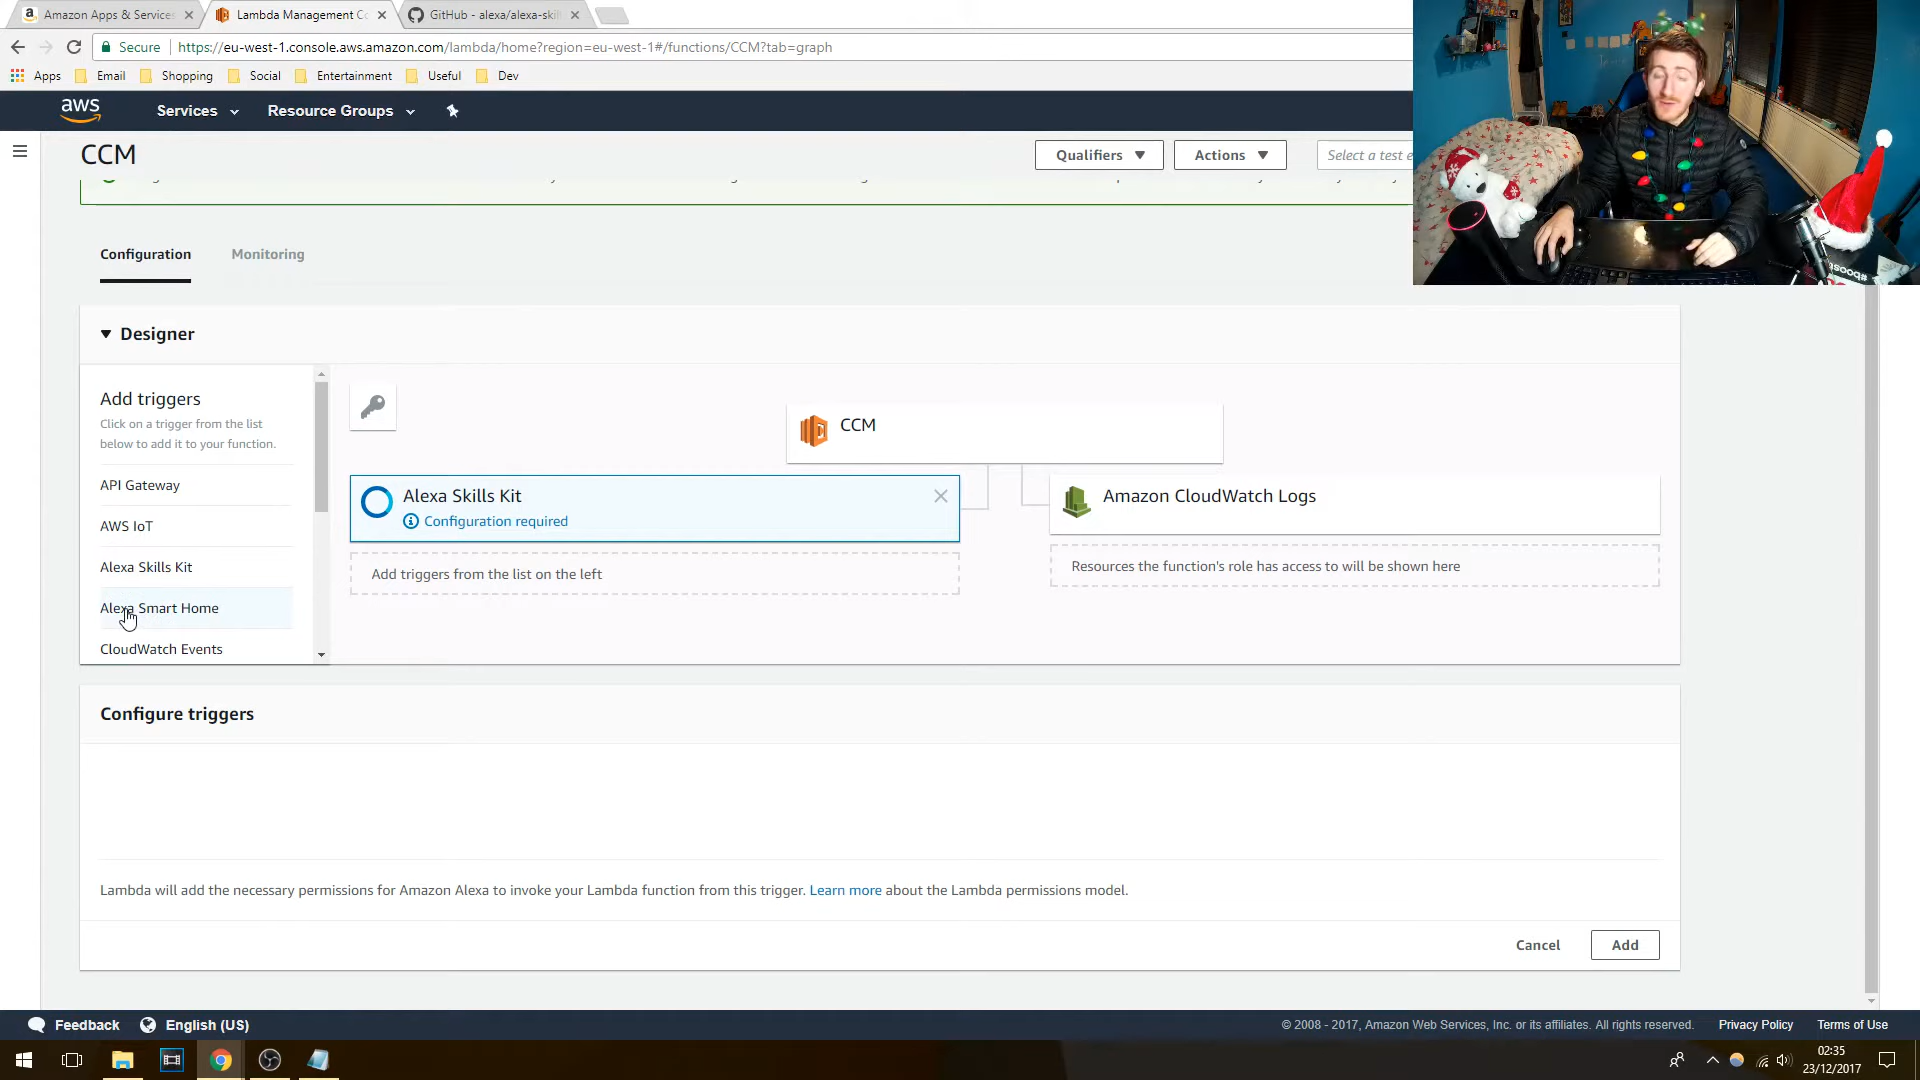 Amazon Apps & Services
Lambda Management Co
GitHub - alexa/alexa-skil
Secure
https://eu-west-1.console.aws.amazon.com/lambda/home?region=eu-west-1#/functions/CCM?tab=graph
Apps
Email
Shopping
Social
Entertainment
Useful
Dev
aws
Services
Resource Groups
CCM
Qualifiers
Actions
Select a test e
Configuration
Monitoring
Designer
Add triggers
Click on a trigger from the list
below to add it to your function.
API Gateway
AWS IoT
Alexa Skills Kit
Alexa Smart Home
CloudWatch Events
CCM
Alexa Skills Kit
Configuration required
Add triggers from the list on the left
Amazon CloudWatch Logs
Resources the function's role has access to will be shown here
Configure triggers
Lambda will add the necessary permissions for Amazon Alexa to invoke your Lambda function from this trigger. Learn more about the Lambda permissions model.
Cancel
Add
Feedback
English (US)
© 2008 - 2017, Amazon Web Services, Inc. or its affiliates. All rights reserved.
Privacy Policy
Terms of Use
02:35
23/12/2017